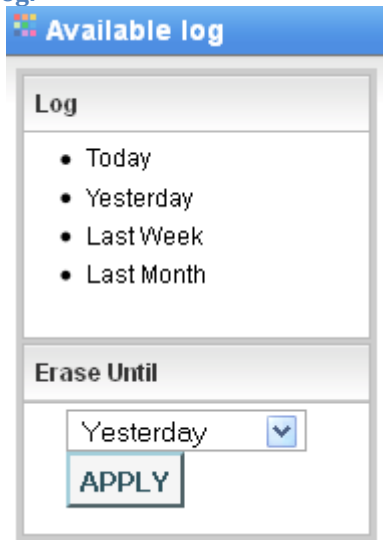 Available log
Log
Today
Yesterday
Last Week
Last Month
Erase Until
Yesterday
APPLY